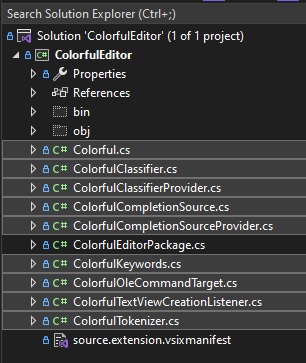 Search Solution Explorer (Ctrl+;)
Solution 'ColorfulEditor' (1 of 1 project)
C# ColorfulEditor
Properties
References
bin
obj
C# Colorful.cs
C# ColorfulClassifier.cs
C# ColorfulClassifierProvider.cs
C# ColorfulCompletionSource.cs
C# ColorfulCompletionSourceProvider.cs
C# ColorfulEditorPackage.cs
C# ColorfulKeywords.cs
C# ColorfulOleCommandTarget.cs
C# ColorfulTextViewCreationListener.cs
C# ColorfulTokenizer.cs
source.extension.vsixmanifest